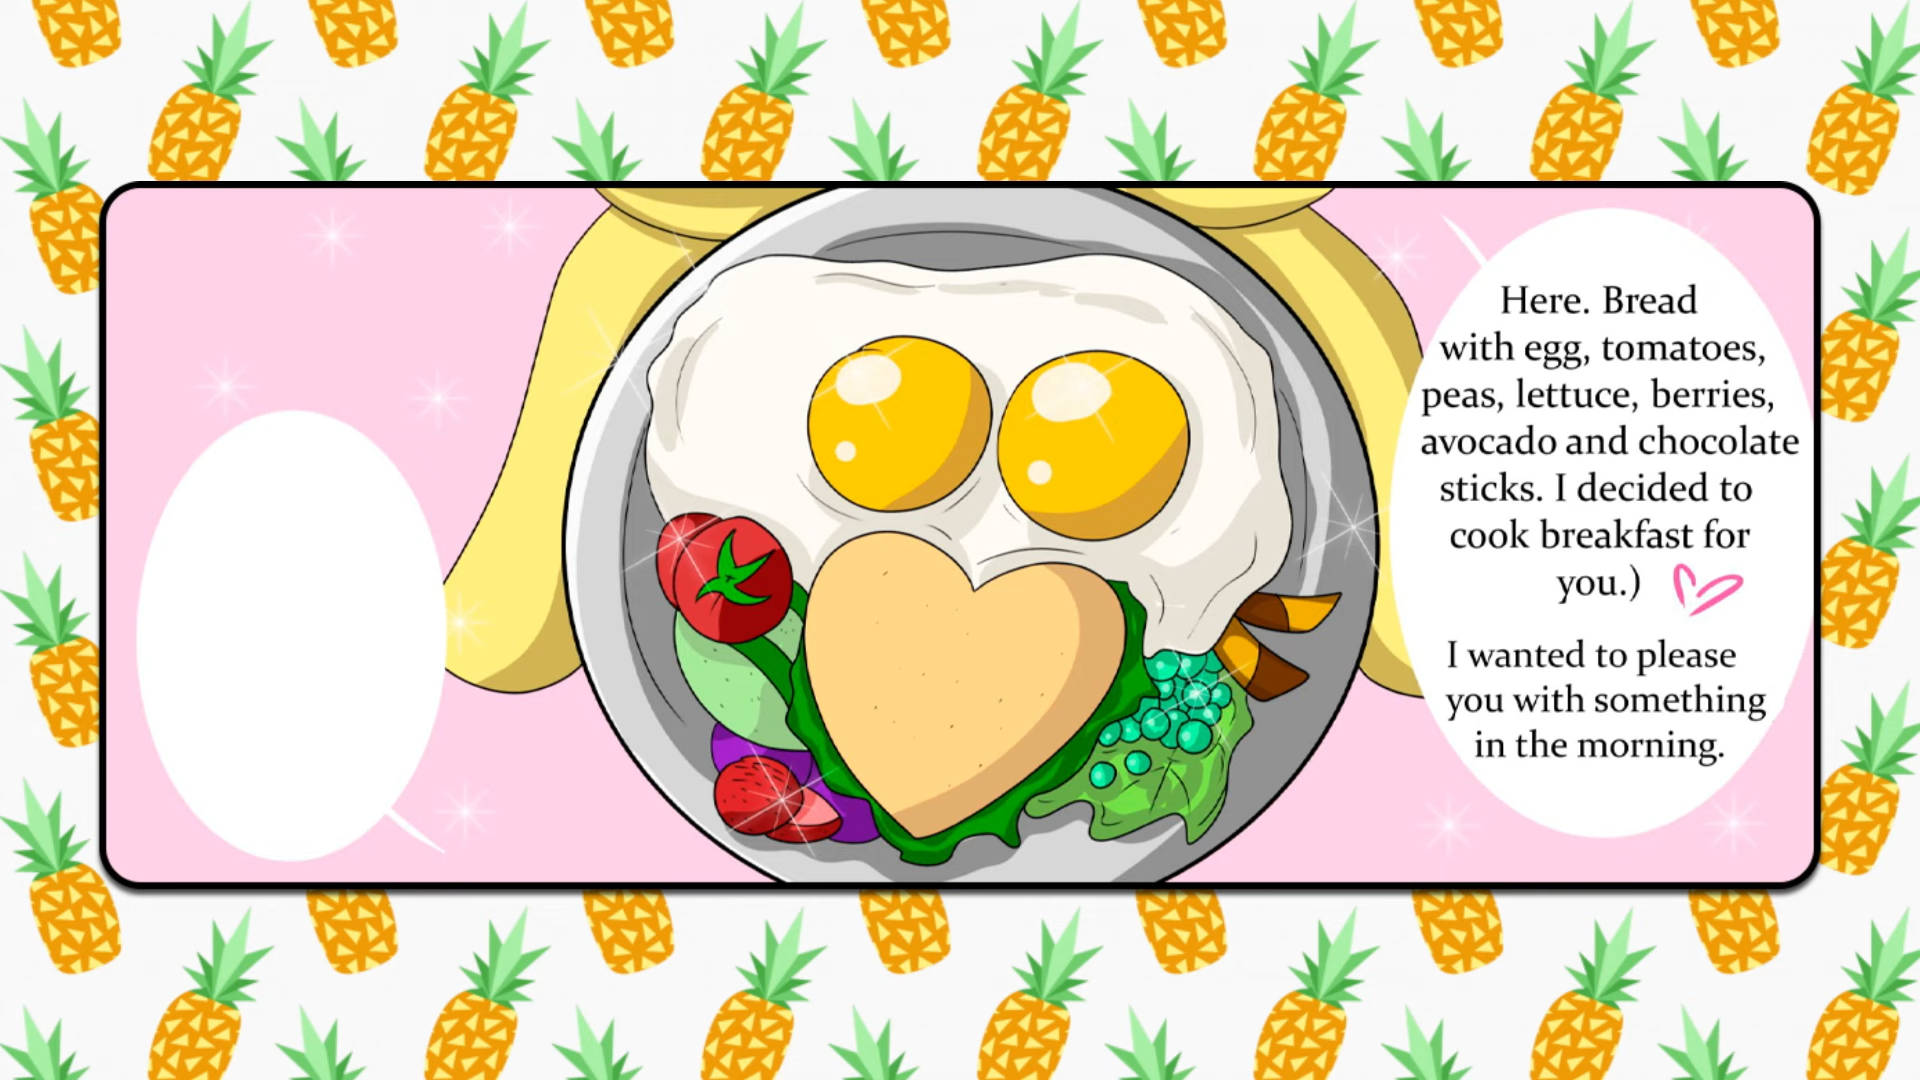 Here. Bread
with egg, tomatoes,
peas, lettuce, berries,
avocado and chocolate
sticks. I decided to
cook breakfast for
you.)
I wanted to please
you with something
in the morning.